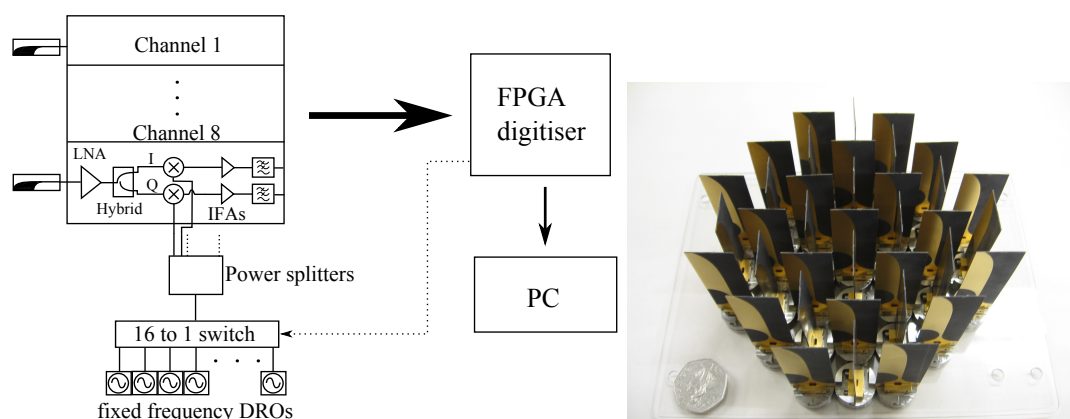 Channel 1
Channel 8
LNA
I
Q
Hybrid
IFAs
Power splitters
16 to 1 switch
fixed frequency DROs
FPGA
digitiser
PC